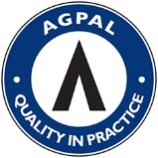 AGPAL
· QUALITY IN PRACTICE ·